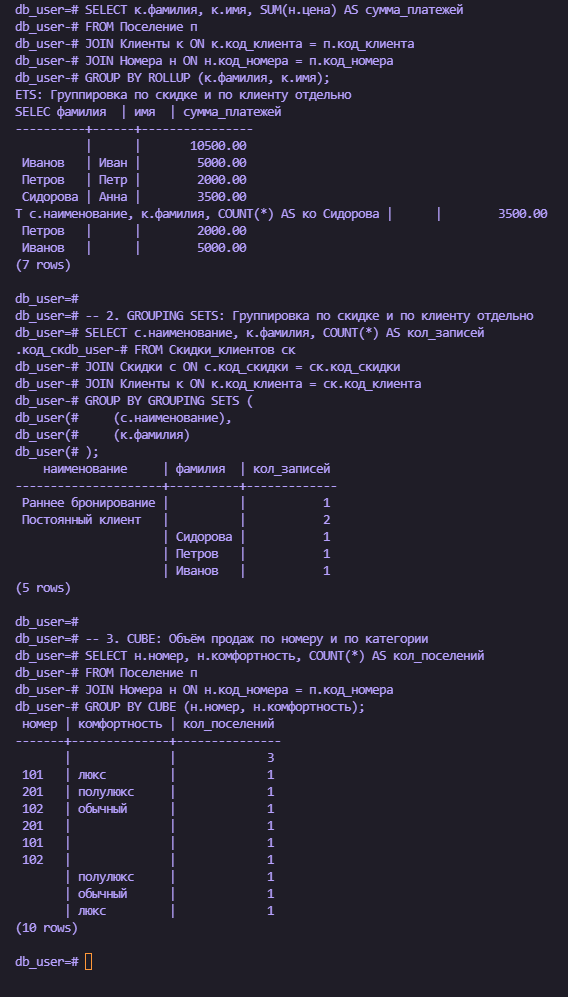 db_user=# SELECT к.фамилия, к.имя, SUM(н.цена) AS сумма_платежей
db_user-# FROM Поселение п
db_user-# JOIN Клиенты к ON к.код_клиента = п.код_клиента
db_user-# JOIN Номера н ON н.код_номера = п.код_номера
db_user-# GROUP BY ROLLUP (к.фамилия, к.имя);
ETS: Группировка по скидке и по клиенту отдельно
SELEC фамилия  | имя  | сумма_платежей
----------+------+----------------
          |      |       10500.00
 Иванов   | Иван |        5000.00
 Петров   | Петр |        2000.00
 Сидорова | Анна |        3500.00
T с.наименование, к.фамилия, COUNT(*) AS ко Сидорова |      |        3500.00
 Петров   |      |        2000.00
 Иванов   |      |        5000.00
(7 rows)
db_user=#
db_user=# -- 2. GROUPING SETS: Группировка по скидке и по клиенту отдельно
db_user=# SELECT с.наименование, к.фамилия, COUNT(*) AS кол_записей
.код_скdb_user-# FROM Скидки_клиентов ск
db_user-# JOIN Скидки с ON с.код_скидки = ск.код_скидки
db_user-# JOIN Клиенты к ON к.код_клиента = ск.код_клиента
db_user-# GROUP BY GROUPING SETS (
db_user(#     (с.наименование),
db_user(#     (к.фамилия)
db_user(# );
    наименование     | фамилия  | кол_записей
---------------------+----------+-------------
 Раннее бронирование |          |           1
 Постоянный клиент   |          |           2
                     | Сидорова |           1
                     | Петров   |           1
                     | Иванов   |           1
(5 rows)
db_user=#
db_user=# -- 3. CUBE: Объём продаж по номеру и по категории
db_user=# SELECT н.номер, н.комфортность, COUNT(*) AS кол_поселений
db_user-# FROM Поселение п
db_user-# JOIN Номера н ON н.код_номера = п.код_номера
db_user-# GROUP BY CUBE (н.номер, н.комфортность);
 номер | комфортность | кол_поселений
-------+--------------+---------------
       |              |             3
 101   | люкс         |             1
 201   | полулюкс     |             1
 102   | обычный      |             1
 201   |              |             1
 101   |              |             1
 102   |              |             1
       | полулюкс     |             1
       | обычный      |             1
       | люкс         |             1
(10 rows)
db_user=#